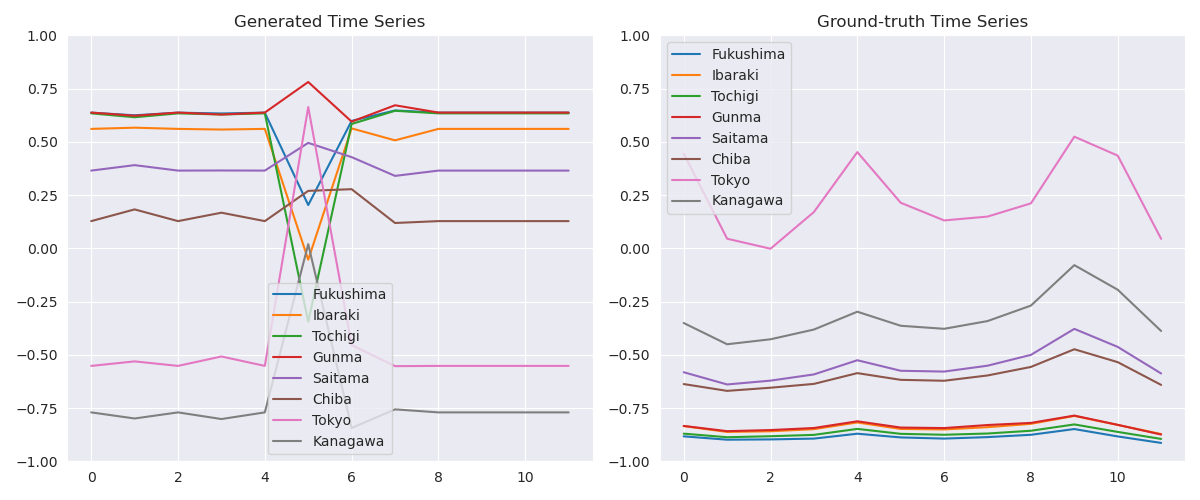 Generated Time Series
1.00
0.75
0.50
0.25
0.00
−0.25
−0.50
−0.75
−1.00
0 2 4 6 8 10
Fukushima
Ibaraki
Tochigi
Gunma
Saitama
Chiba
Tokyo
Kanagawa
Ground-truth Time Series
1.00
0.75
0.50
0.25
0.00
−0.25
−0.50
−0.75
−1.00
0 2 4 6 8 10
Fukushima
Ibaraki
Tochigi
Gunma
Saitama
Chiba
Tokyo
Kanagawa